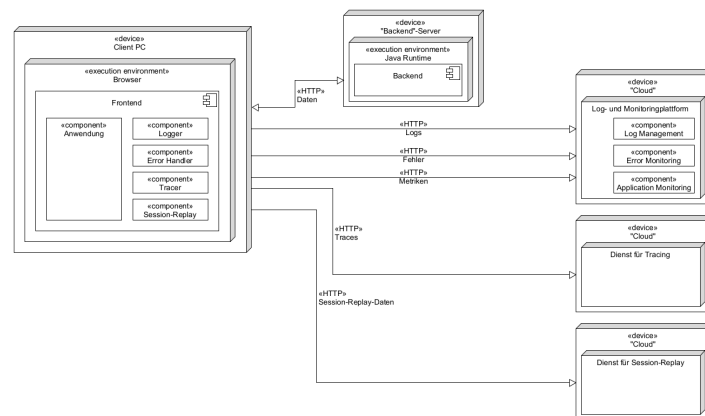 «device»
Client PC
«execution environment»
Browser
Frontend
«component»
Anwendung
«component»
Logger
«component»
Error Handler
«component»
Tracer
«component»
Session-Replay
«device»
"Backend"-Server
«execution environment»
Java Runtime
Backend
«HTTP»
Daten
«HTTP»
Logs
«HTTP»
Fehler
«HTTP»
Metriken
«HTTP»
Traces
«HTTP»
Session-Replay-Daten
«device»
"Cloud"
Log- und Monitoringplattform
«component»
Log Management
«component»
Error Monitoring
«component»
Application Monitoring
«device»
"Cloud"
Dienst für Tracing
«device»
"Cloud"
Dienst für Session-Replay